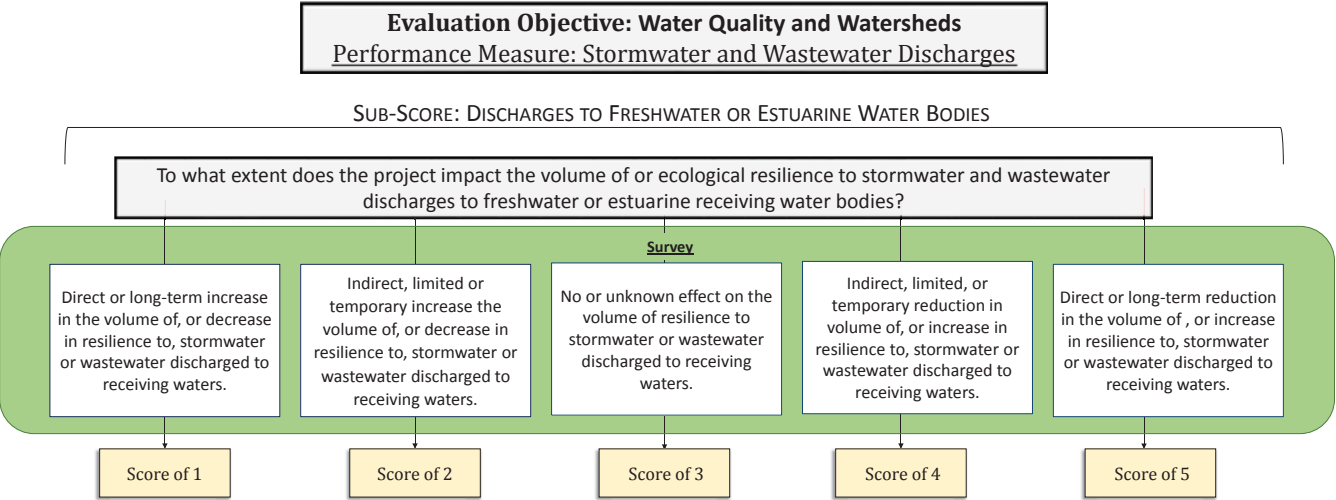 Evaluation Objective: Water Quality and Watersheds
Performance Measure: Stormwater and Wastewater Discharges
SUB-SCORE: DISCHARGES TO FRESHWATER OR ESTUARINE WATER BODIES
To what extent does the project impact the volume of or ecological resilience to stormwater and wastewater
discharges to freshwater or estuarine receiving water bodies?
Survey
Direct or long-term increase
in the volume of, or decrease
in resilience to, stormwater
or wastewater discharged to
receiving waters.
Indirect, limited or
temporary increase the
volume of, or decrease in
resilience to, stormwater or
wastewater discharged to
receiving waters.
No or unknown effect on the
volume of resilience to
stormwater or wastewater
discharged to receiving
waters.
Indirect, limited, or
temporary reduction in
volume of, or increase in
resilience to, stormwater or
wastewater discharged to
receiving waters.
Direct or long-term reduction
in the volume of , or increase
in resilience to, stormwater
or wastewater discharged to
receiving waters.
Score of 1
Score of 2
Score of 3
Score of 4
Score of 5